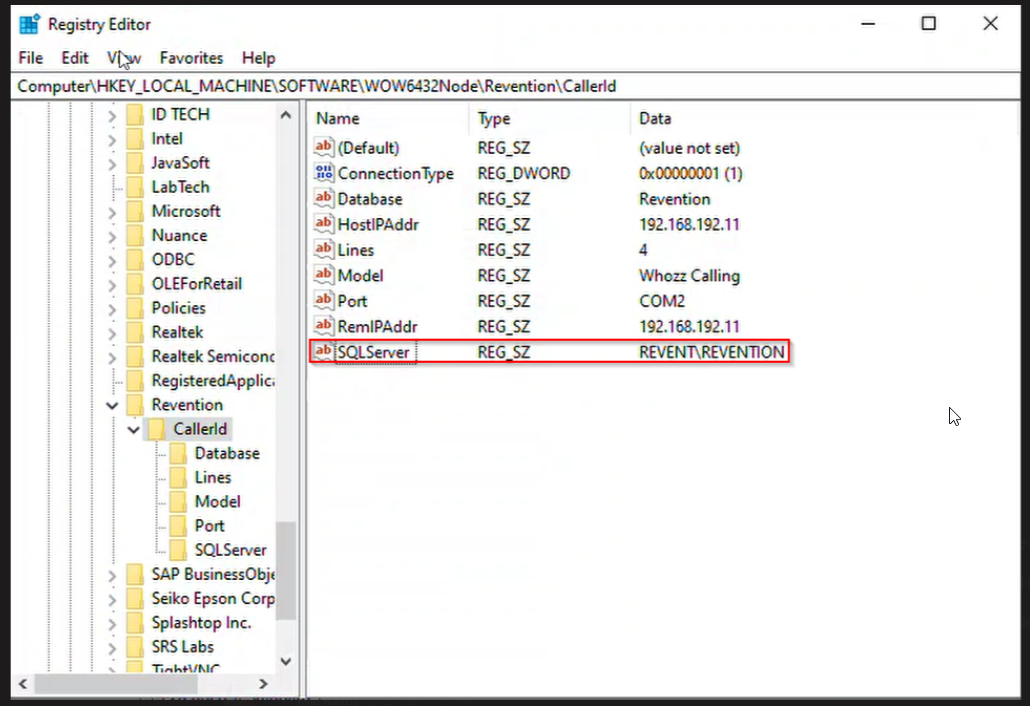 Registry Editor
File Edit View Favorites Help
Computer\HKEY_LOCAL_MACHINE\SOFTWARE\WOW6432Node\Revention\CallerId
ID TECH
Intel
JavaSoft
LabTech
Microsoft
Nuance
ODBC
OLEForRetail
Policies
Realtek
Realtek Semicond
RegisteredApplica
Revention
CallerId
Database
Lines
Model
Port
SQLServer
SAP BusinessObje
Seiko Epson Corp
Splashtop Inc.
SRS Labs
TightVNC
Name Type Data
(Default) REG_SZ (value not set)
ConnectionType REG_DWORD 0x00000001 (1)
Database REG_SZ Revention
HostIPAddr REG_SZ 192.168.192.11
Lines REG_SZ 4
Model REG_SZ Whozz Calling
Port REG_SZ COM2
RemIPAddr REG_SZ 192.168.192.11
SQLServer REG_SZ REVENT\REVENTION